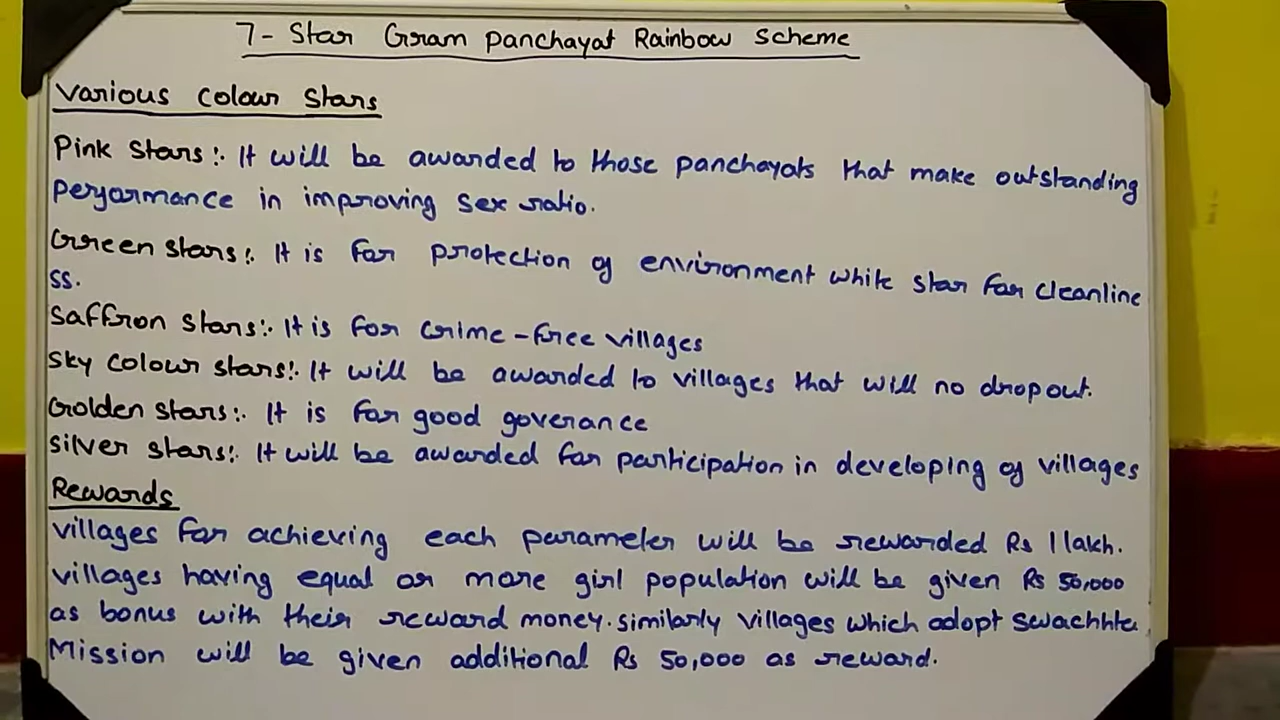 7- Star Gram panchayat Rainbow scheme
Various colour stars
Pink stars:. It will be awarded to those panchayats that make outstanding
performance in improving sex ratio.
Green stars:. It is for protection of environment white star for cleanline
ss.
Saffron stars:. It is for crime-free villages
Sky colour stars:. It will be awarded to villages that will no dropout.
Golden stars:. It is for good goverance
Silver stars:. It will be awarded for participation in developing of villages
Rewards
Villages for achieving each parameter will be rewarded Rs 1 lakh.
villages having equal or more girl population will be given Rs 50,000
as bonus with their reward money. similarly villages which adopt swachhta
Mission will be given additional Rs 50,000 as reward.